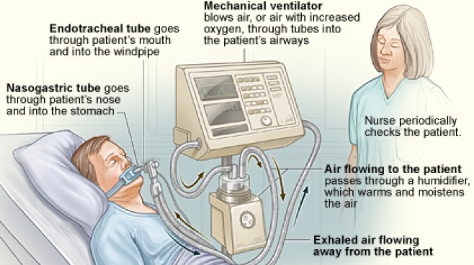 Mechanical ventilator
blows air, or air with increased
oxygen, through tubes into
the patient's airways
Endotracheal tube goes
through patient's mouth
and into the windpipe
Nasogastric tube goes
through patient's nose
and into the stomach
Nurse periodically
checks the patient.
Air flowing to the patient
passes through a humidifier,
which warms and moistens
the air
Exhaled air flowing
away from the patient